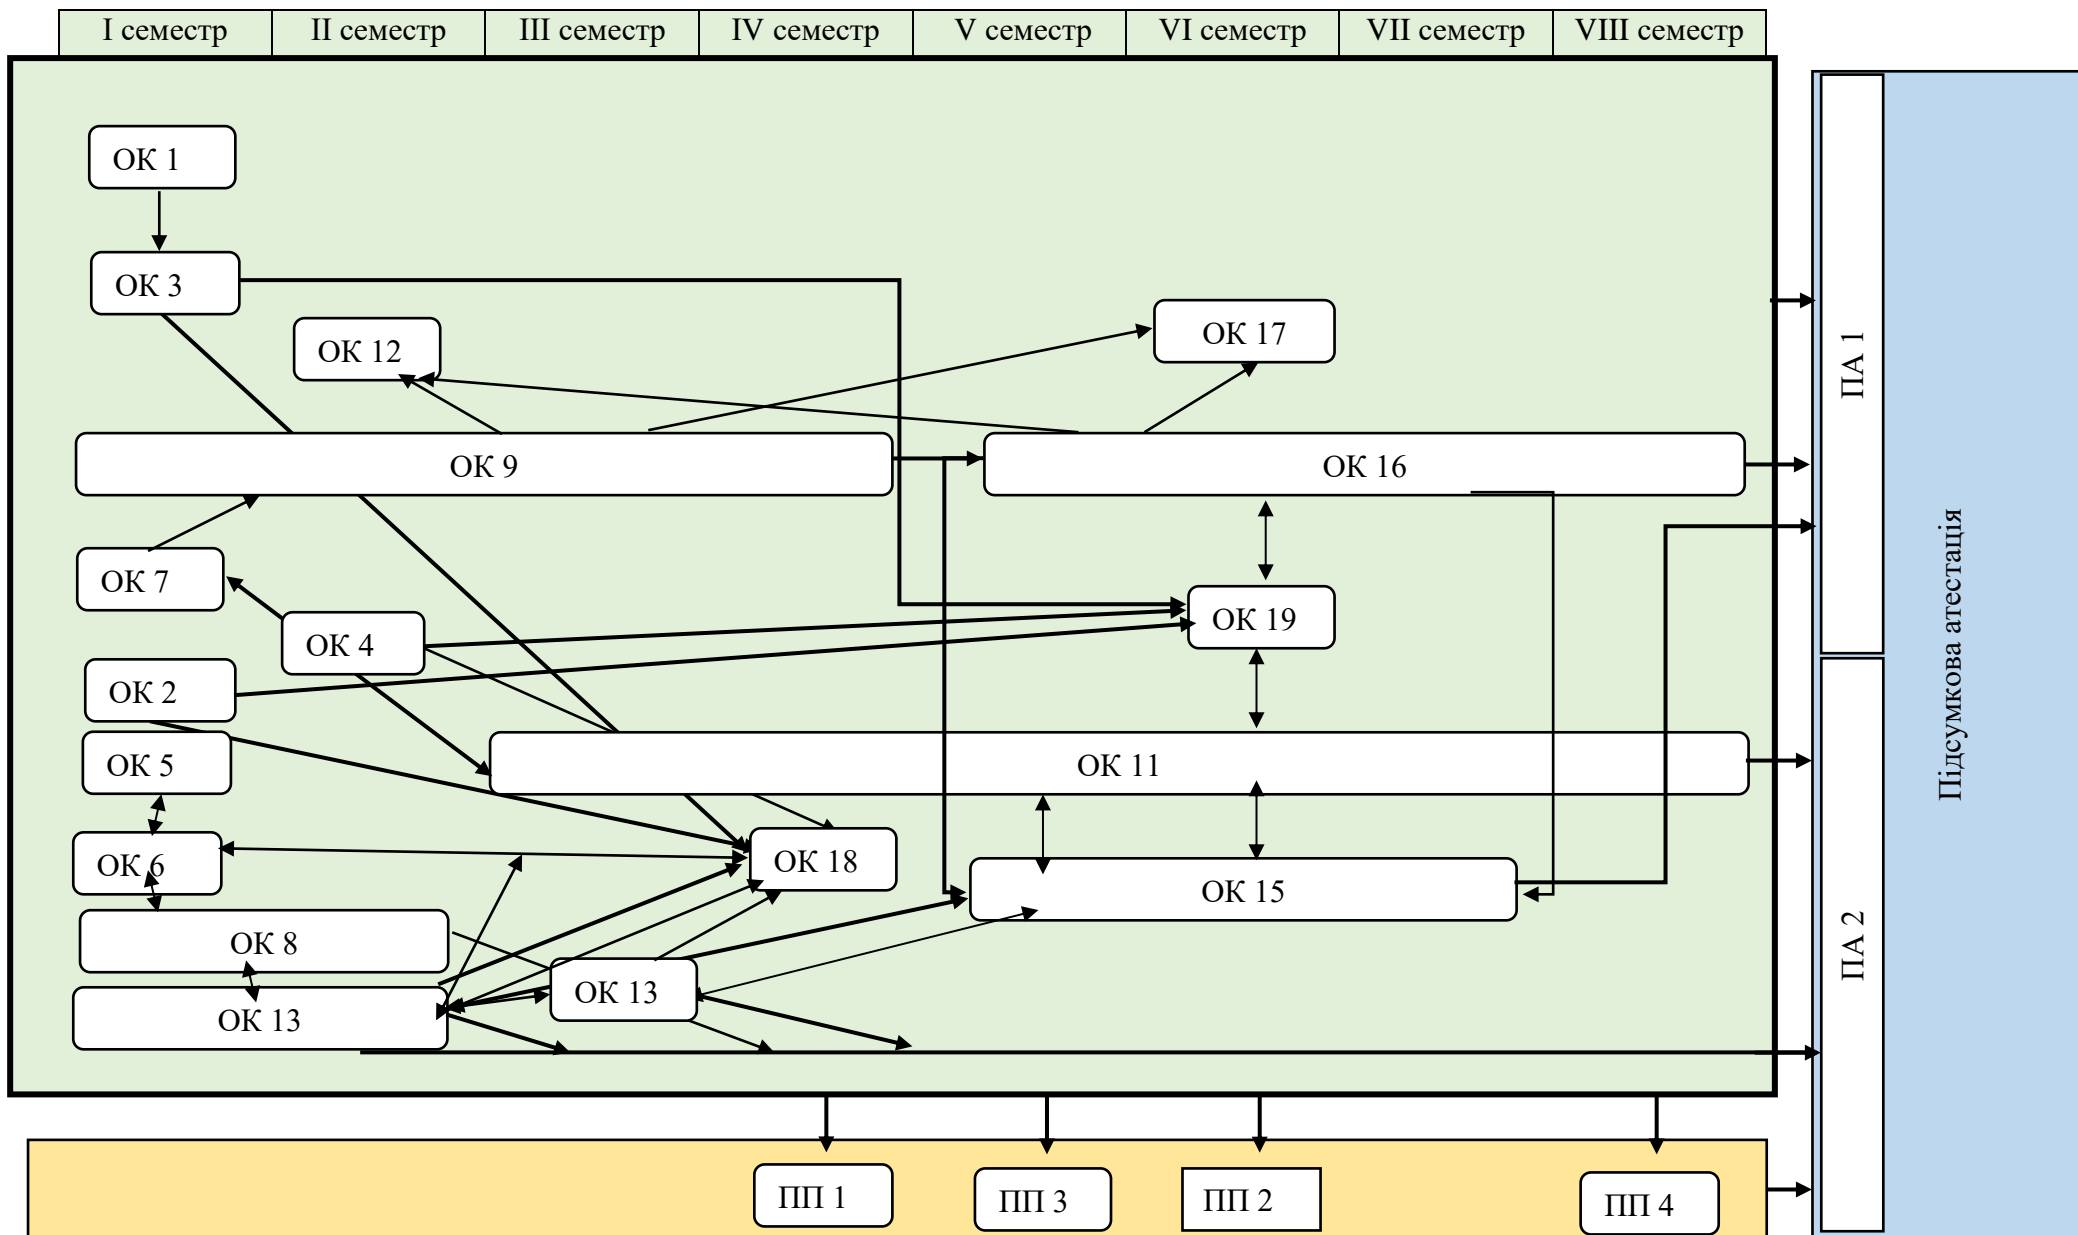 I семестр
II семестр
III семестр
IV семестр
V семестр
VI семестр
VII семестр
VIII семестр
ОК 1
ОК 3
ОК 12
ОК 17
ОК 9
ОК 16
ОК 7
ОК 4
ОК 19
ОК 2
ОК 5
ОК 11
ОК 6
ОК 18
ОК 15
ОК 8
ОК 13
ОК 13
ПП 1
ПП 3
ПП 2
ПП 4
ПА 1
ПА 2
Підсумкова атестація